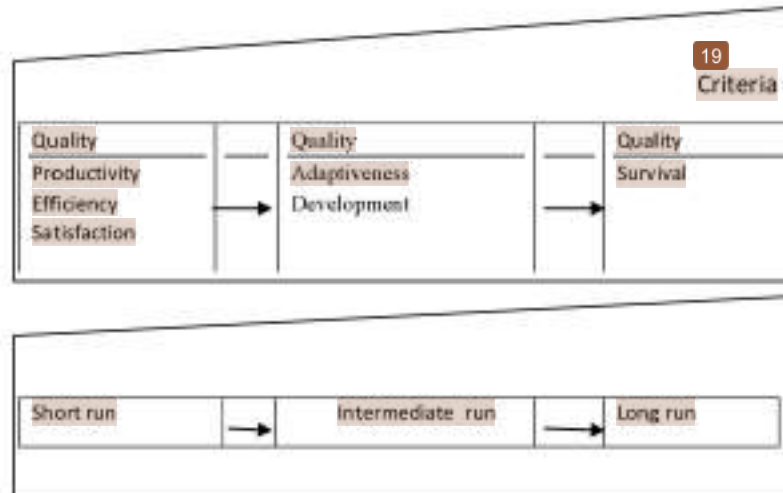 19
Criteria
Quality Quality Quality
Productivity Adaptiveness Survival
Efficiency Development
Satisfaction
Short run Intermediate run Long run